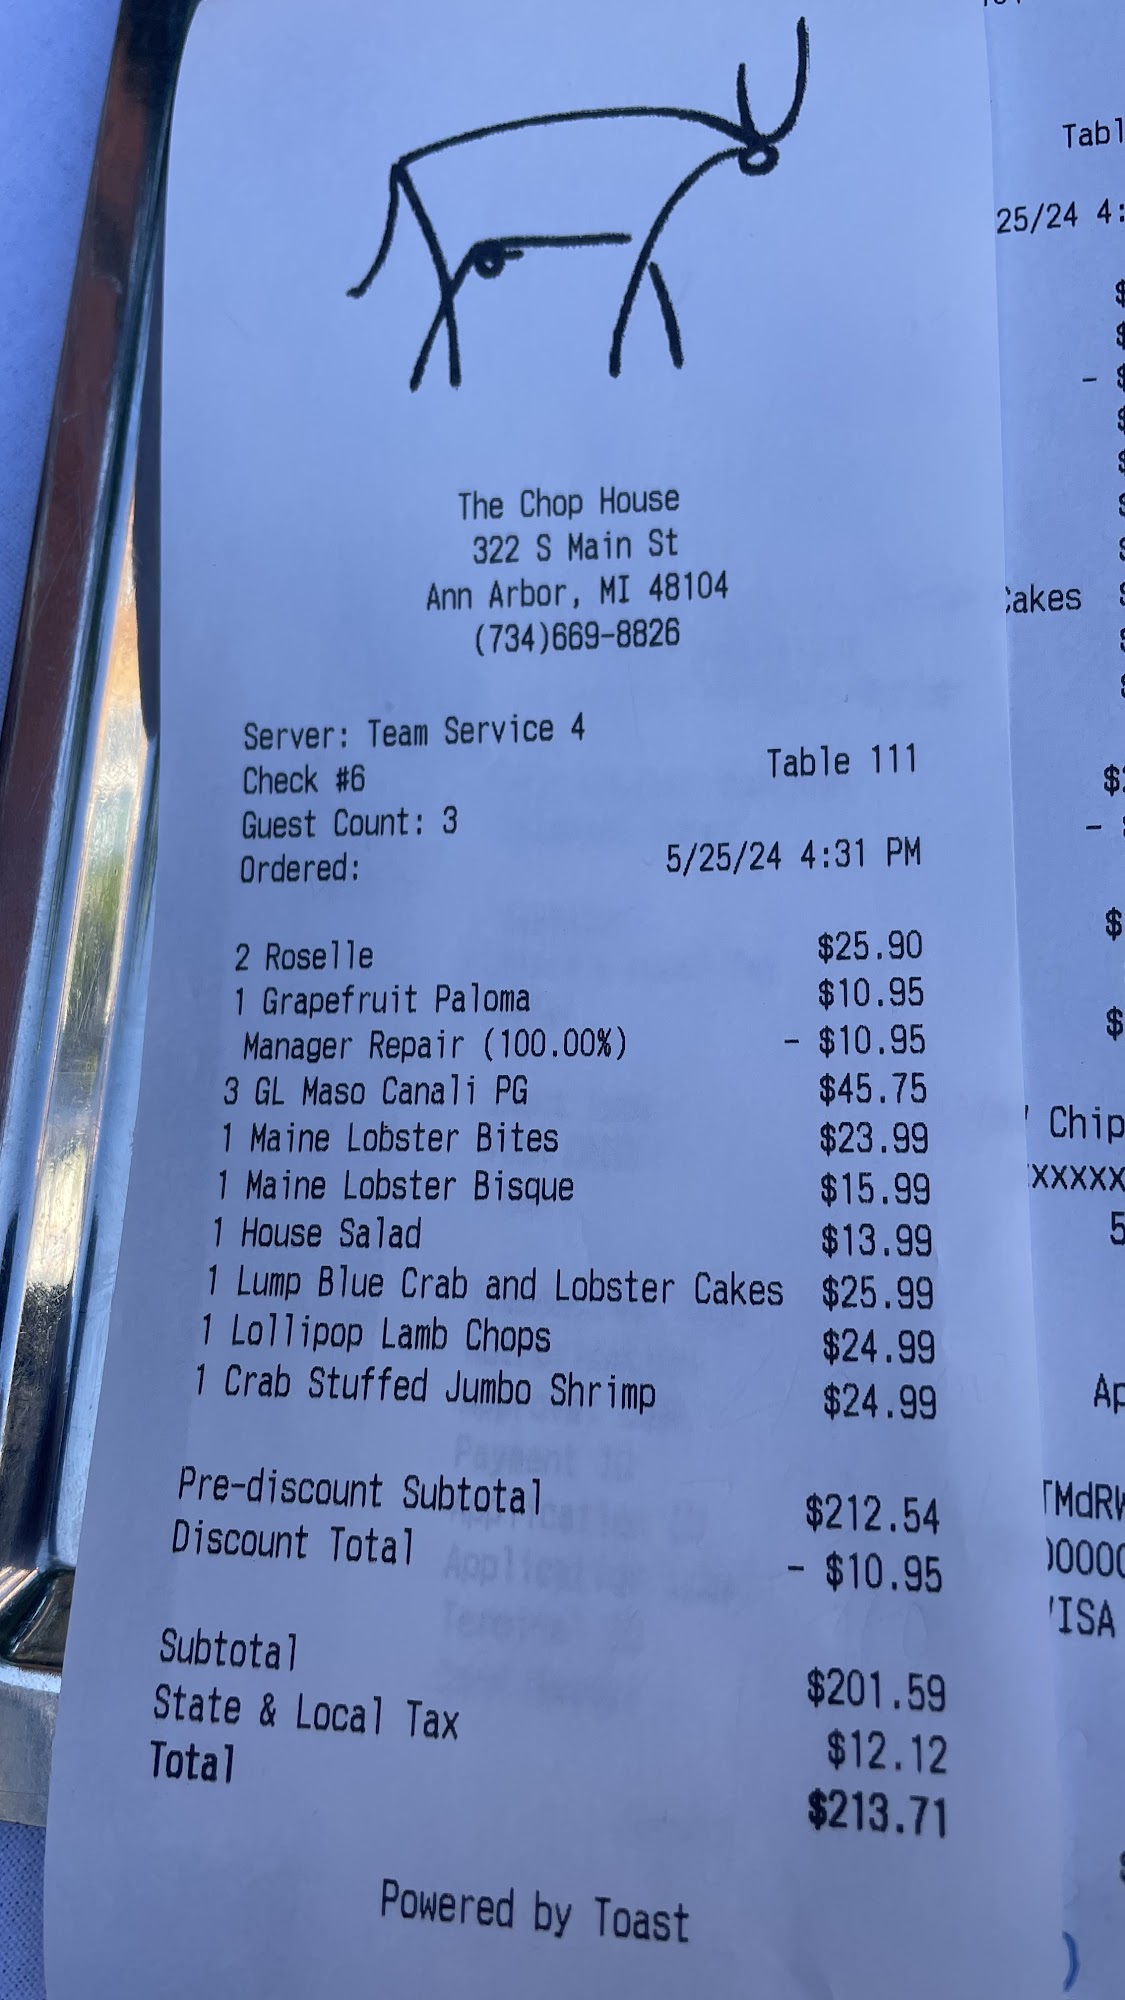 The Chop House
322 S Main St
Ann Arbor, MI 48104
(734)669-8826
Server: Team Service 4
Check #6 Table 111
Guest Count: 3
Ordered: 5/25/24 4:31 PM
2 Roselle $25.90
1 Grapefruit Paloma $10.95
Manager Repair (100.00%) - $10.95
3 GL Maso Canali PG $45.75
1 Maine Lobster Bites $23.99
1 Maine Lobster Bisque $15.99
1 House Salad $13.99
1 Lump Blue Crab and Lobster Cakes $25.99
1 Lollipop Lamb Chops $24.99
1 Crab Stuffed Jumbo Shrimp $24.99
Pre-discount Subtotal $212.54
Discount Total - $10.95
Subtotal $201.59
State & Local Tax $12.12
Total $213.71
Powered by Toast
25/24 4:
Chip
VISA